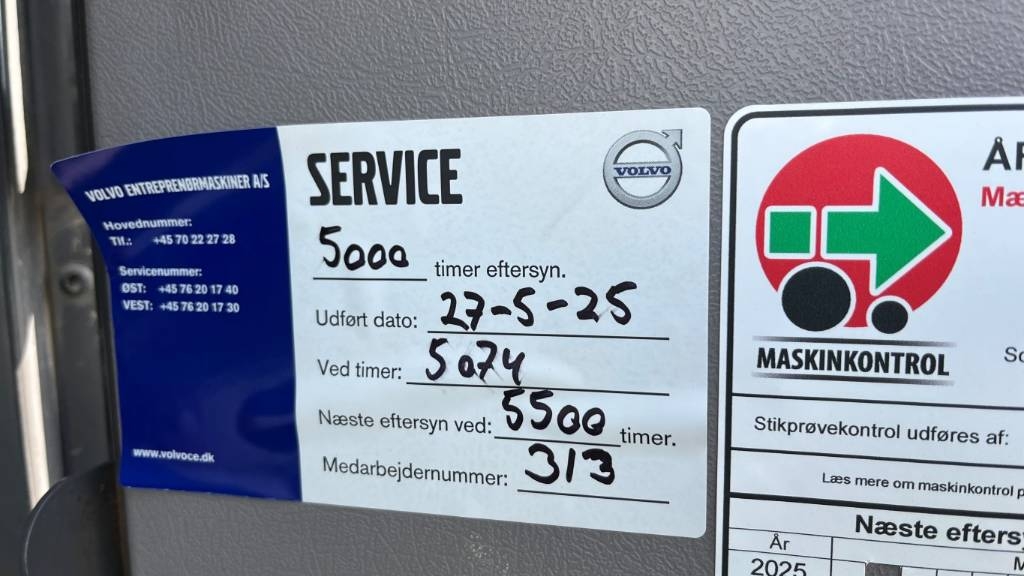 VOLVO ENTREPRENØRMASKINER A/S
Hovednummer:
Tlf.: +45 70 22 27 28
Servicenummer:
ØST: +45 76 20 17 40
VEST: +45 76 20 17 30
www.volvoce.dk
SERVICE
VOLVO
5000 timer eftersyn.
Udført dato: 27-5-25
Ved timer: 5074
Næste eftersyn ved: 5500 timer.
Medarbejdernummer: 313
MASKINKONTROL
Stikprøvekontrol udføres af:
Læs mere om maskinkontrol
Næste
År
2025